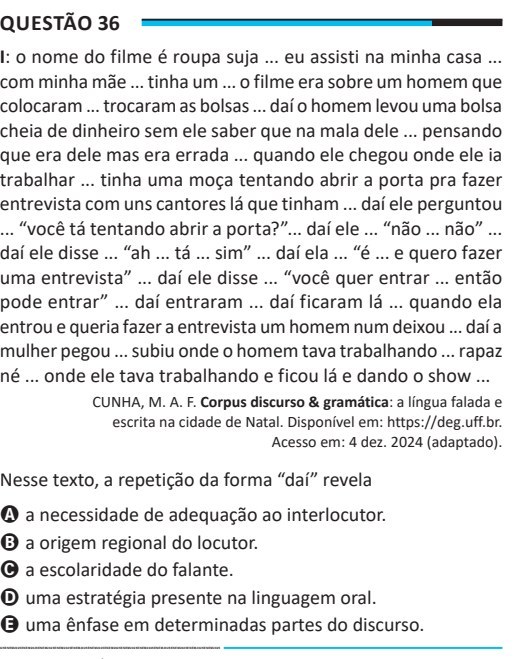 QUESTÃO 36
I: o nome do filme é roupa suja ... eu assisti na minha casa ...
com minha mãe ... tinha um ... o filme era sobre um homem que
colocaram ... trocaram as bolsas ... daí o homem levou uma bolsa
cheia de dinheiro sem ele saber que na mala dele ... pensando
que era dele mas era errada ... quando ele chegou onde ele ia
trabalhar ... tinha uma moça tentando abrir a porta pra fazer
entrevista com uns cantores lá que tinham ... daí ele perguntou
... “você tá tentando abrir a porta?”... daí ele ... “não ... não” ...
daí ele disse ... “ah ... tá ... sim” ... daí ela ... “é ... e quero fazer
uma entrevista” ... daí ele disse ... “você quer entrar ... então
pode entrar” ... daí entraram ... daí ficaram lá ... quando ela
entrou e queria fazer a entrevista um homem num deixou ... daí a
mulher pegou ... subiu onde o homem tava trabalhando ... rapaz
né ... onde ele tava trabalhando e ficou lá e dando o show ...
CUNHA, M. A. F. Corpus discurso & gramática: a língua falada e
escrita na cidade de Natal. Disponível em: https://deg.uff.br.
Acesso em: 4 dez. 2024 (adaptado).
Nesse texto, a repetição da forma “daí” revela
A a necessidade de adequação ao interlocutor.
B a origem regional do locutor.
C a escolaridade do falante.
D uma estratégia presente na linguagem oral.
E uma ênfase em determinadas partes do discurso.